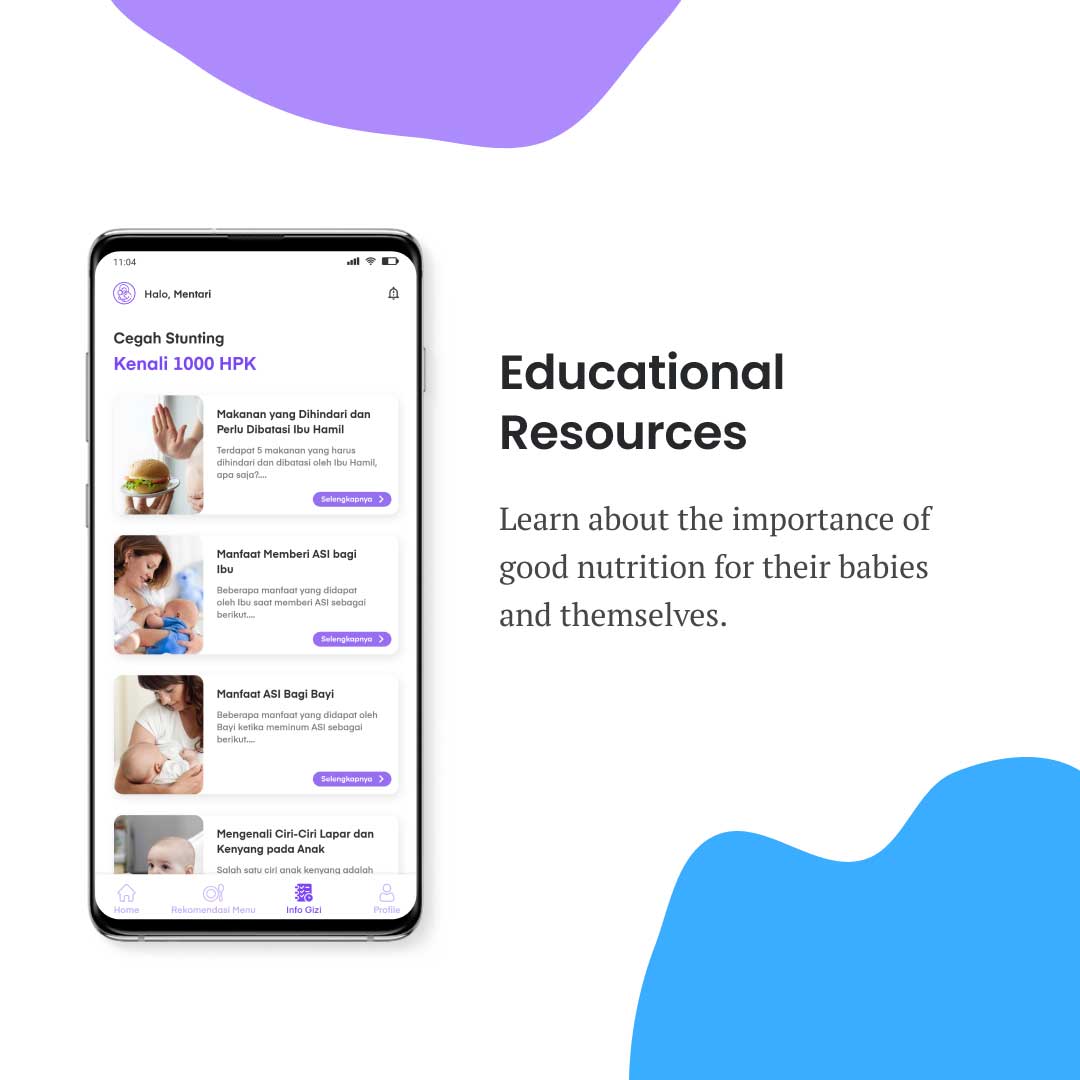 11:04
Halo, Mentari
Cegah Stunting
Kenali 1000 HPK
Makanan yang Dihindari dan
Perlu Dibatasi Ibu Hamil
Terdapat 5 makanan yang harus
dihindari dan dibatasi oleh Ibu Hamil,
apa saja?....
Selengkapnya
Manfaat Memberi ASI bagi
Ibu
Beberapa manfaat yang didapat
oleh Ibu saat memberi ASI sebagai
berikut....
Selengkapnya
Manfaat ASI Bagi Bayi
Beberapa manfaat yang didapat oleh
Bayi ketika meminum ASI sebagai
berikut....
Selengkapnya
Mengenali Ciri-Ciri Lapar dan
Kenyang pada Anak
Salah satu ciri anak kenyang adalah
Home
Rekomendasi Menu
Info Gizi
Profile
Educational
Resources
Learn about the importance of
good nutrition for their babies
and themselves.